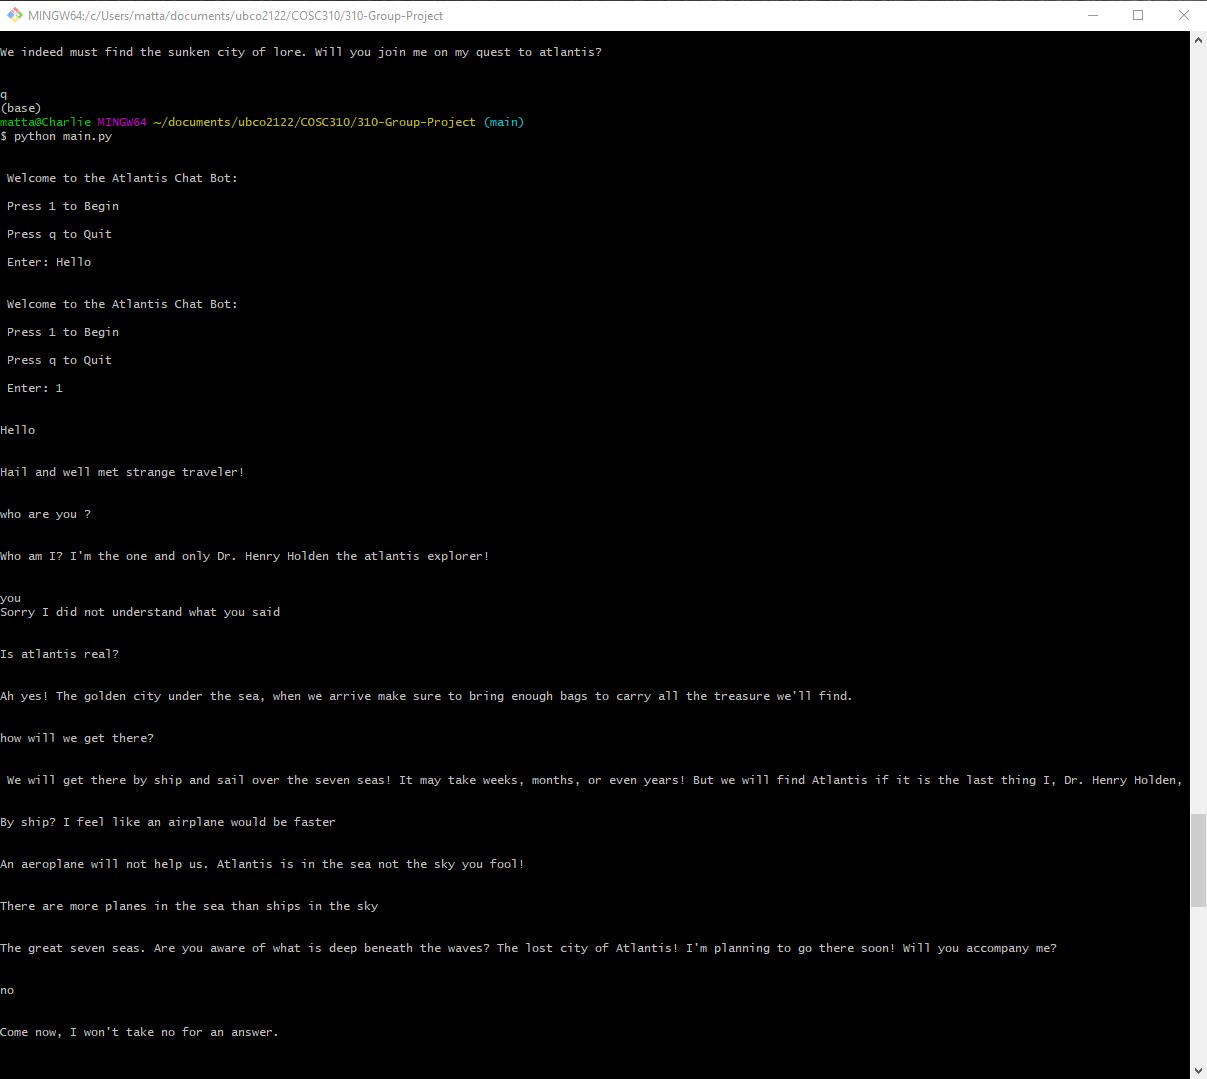 MINGW64:/c/Users/matta/documents/ubco2122/COSC310/310-Group-Project
We indeed must find the sunken city of lore. Will you join me on my quest to atlantis?
q
(base)
matta@Charlie MINGW64 ~/documents/ubco2122/COSC310/310-Group-Project (main)
$ python main.py
Welcome to the Atlantis Chat Bot:
Press 1 to Begin
Press q to Quit
Enter: Hello
Welcome to the Atlantis Chat Bot:
Press 1 to Begin
Press q to Quit
Enter: 1
Hello
Hail and well met strange traveler!
who are you ?
Who am I? I'm the one and only Dr. Henry Holden the atlantis explorer!
you
Sorry I did not understand what you said
Is atlantis real?
Ah yes! The golden city under the sea, when we arrive make sure to bring enough bags to carry all the treasure we'll find.
how will we get there?
We will get there by ship and sail over the seven seas! It may take weeks, months, or even years! But we will find Atlantis if it is the last thing I, Dr. Henry Holden,
By ship? I feel like an airplane would be faster
An aeroplane will not help us. Atlantis is in the sea not the sky you fool!
There are more planes in the sea than ships in the sky
The great seven seas. Are you aware of what is deep beneath the waves? The lost city of Atlantis! I'm planning to go there soon! Will you accompany me?
no
Come now, I won't take no for an answer.